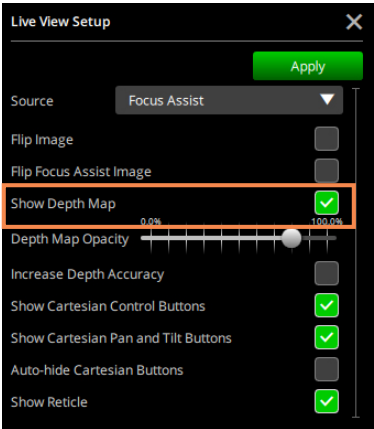 Live View Setup
Apply
Source Focus Assist
Flip Image
Flip Focus Assist Image
Show Depth Map
0.0% 100.0%
Depth Map Opacity
Increase Depth Accuracy
Show Cartesian Control Buttons
Show Cartesian Pan and Tilt Buttons
Auto-hide Cartesian Buttons
Show Reticle